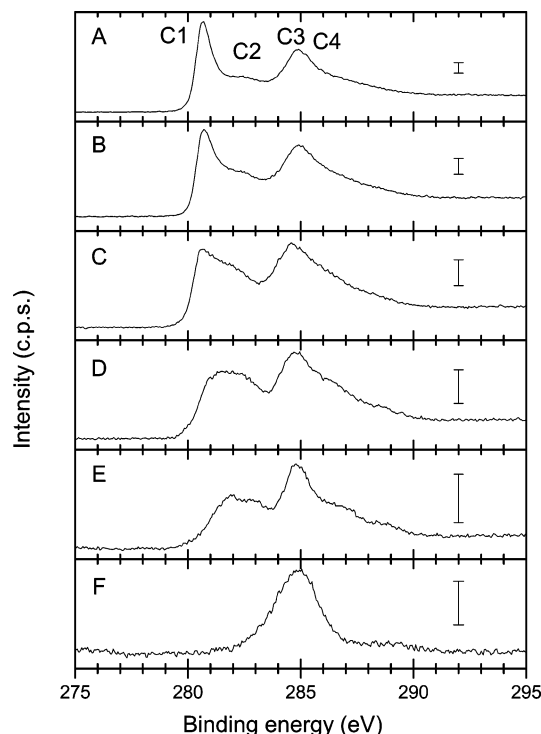 A
C1
C2
C3
C4
B
C
D
E
F
Intensity (c.p.s.)
275 280 285 290 295
Binding energy (eV)